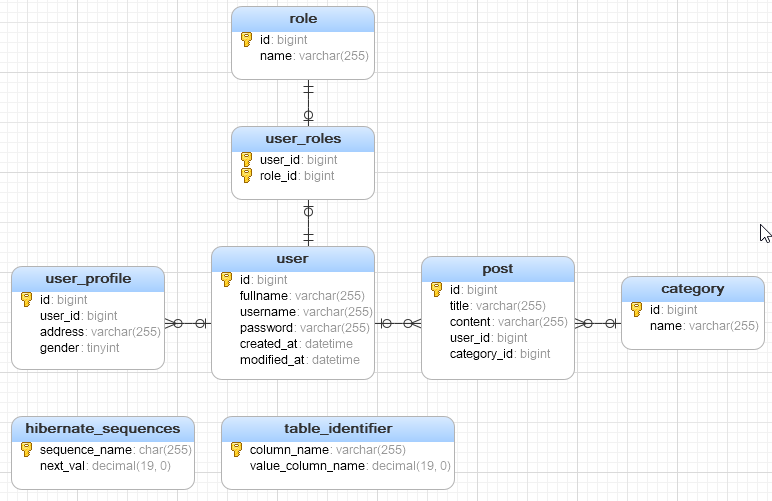 role
id: bigint
name: varchar(255)
user_roles
user_id: bigint
role_id: bigint
user
id: bigint
fullname: varchar(255)
username: varchar(255)
password: varchar(255)
created_at: datetime
modified_at: datetime
user_profile
id: bigint
user_id: bigint
address: varchar(255)
gender: tinyint
post
id: bigint
title: varchar(255)
content: varchar(255)
user_id: bigint
category_id: bigint
category
id: bigint
name: varchar(255)
hibernate_sequences
sequence_name: char(255)
next_val: decimal(19, 0)
table_identifier
column_name: varchar(255)
value_column_name: decimal(19, 0)